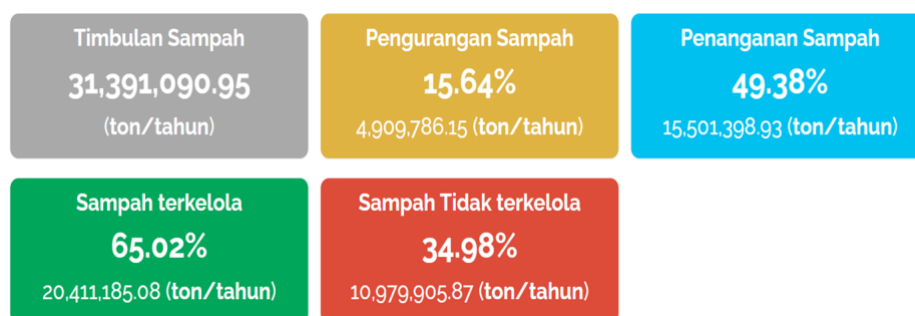 Timbulan Sampah
31,391,090.95
(ton/tahun)
Pengurangan Sampah
15.64%
4,909,786.15 (ton/tahun)
Penanganan Sampah
49.38%
15,501,398.93 (ton/tahun)
Sampah terkelola
65.02%
20,411,185.08 (ton/tahun)
Sampah Tidak terkelola
34.98%
10,979,905.87 (ton/tahun)